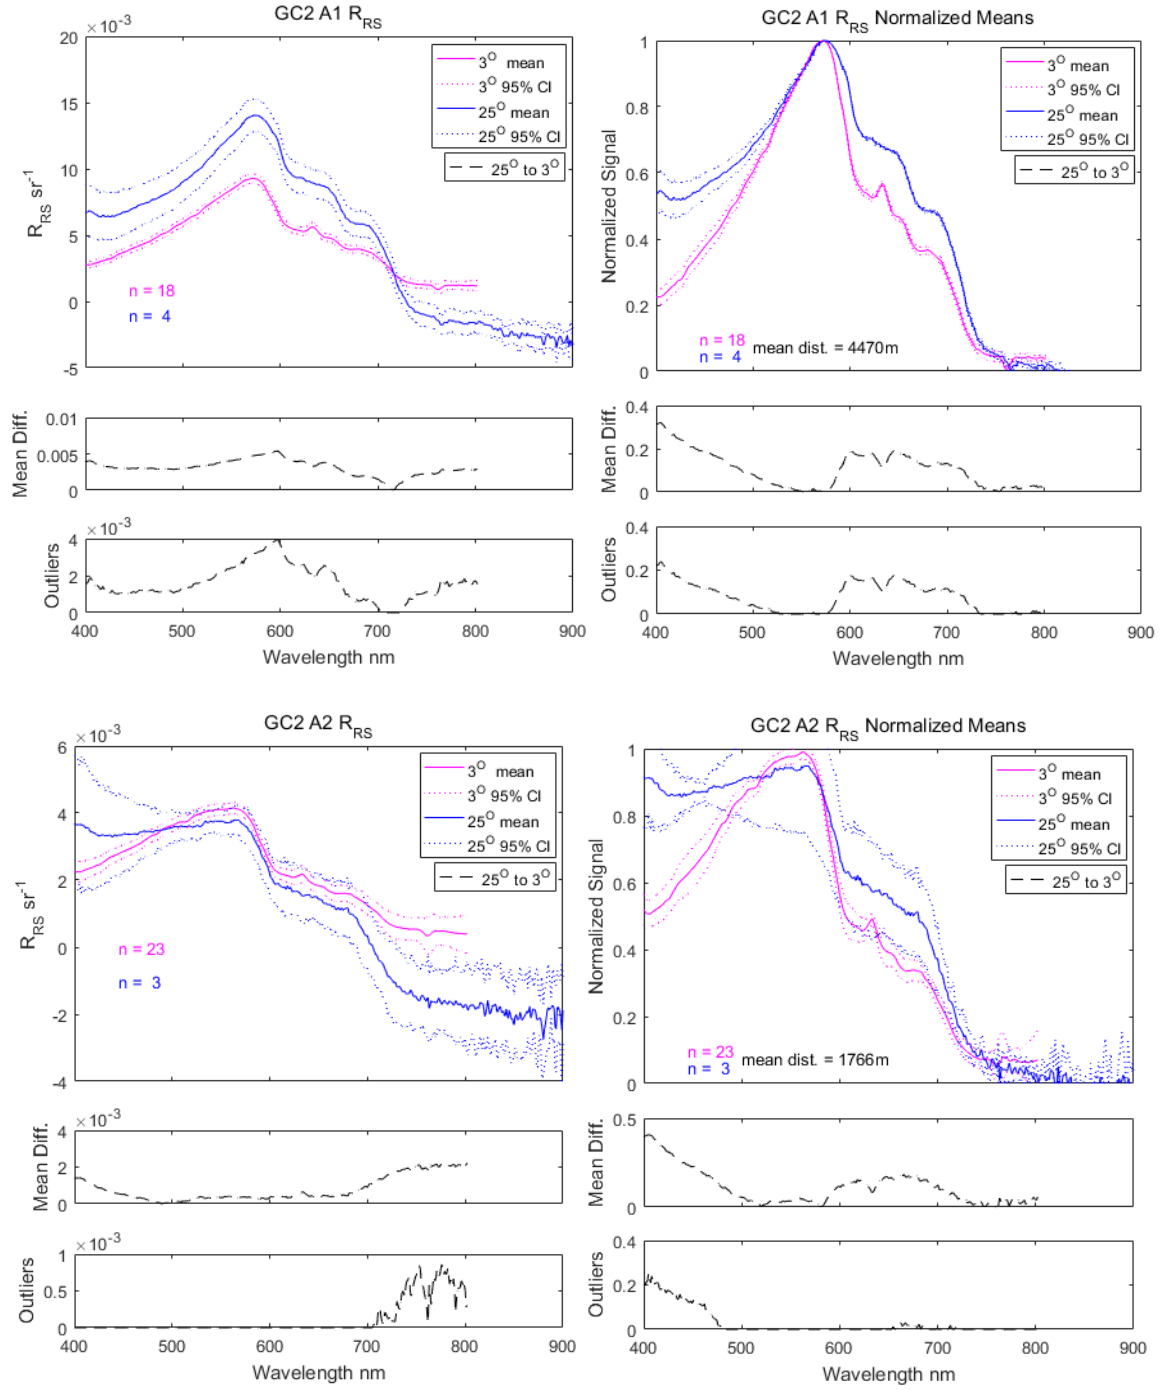 GC2 A1 R_RS
×10^-3
20
15
10
5
0
-5
R_RS sr^-1
3^O mean
3^O 95% CI
25^O mean
25^O 95% CI
25^O to 3^O
n = 18
n = 4
0.01
0.005
0
Mean Diff.
×10^-3
4
2
0
Outliers
400 500 600 700 800 900
Wavelength nm
GC2 A1 R_RS Normalized Means
1
0.8
0.6
0.4
0.2
0
Normalized Signal
3^O mean
3^O 95% CI
25^O mean
25^O 95% CI
25^O to 3^O
n = 18
n = 4
mean dist. = 4470m
0.4
0.2
0
Mean Diff.
0.4
0.2
0
Outliers
400 500 600 700 800 900
Wavelength nm
GC2 A2 R_RS
×10^-3
6
4
2
0
-2
-4
R_RS sr^-1
3^O mean
3^O 95% CI
25^O mean
25^O 95% CI
25^O to 3^O
n = 23
n = 3
×10^-3
4
2
0
Mean Diff.
×10^-3
1
0.5
0
Outliers
400 500 600 700 800 900
Wavelength nm
GC2 A2 R_RS Normalized Means
1
0.8
0.6
0.4
0.2
0
Normalized Signal
3^O mean
3^O 95% CI
25^O mean
25^O 95% CI
25^O to 3^O
n = 23
n = 3
mean dist. = 1766m
0.5
0
Mean Diff.
0.4
0.2
0
Outliers
400 500 600 700 800 900
Wavelength nm